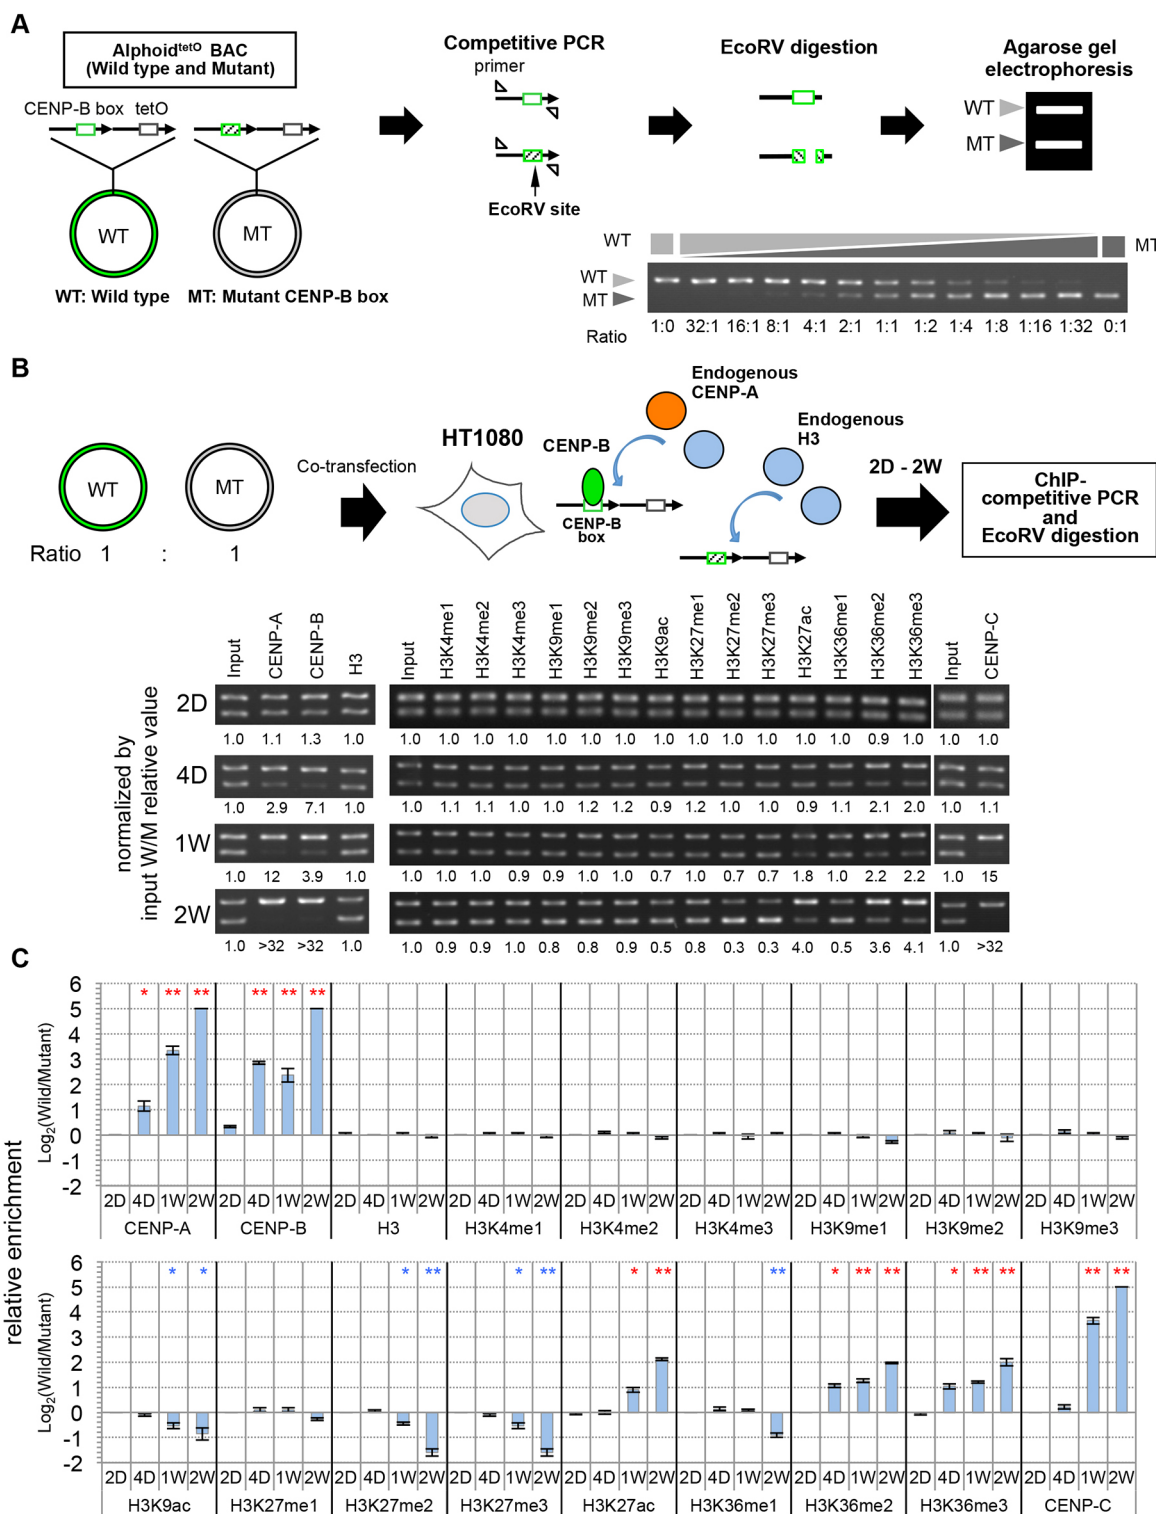 A
Alphoid^tetO BAC
(Wild type and Mutant)
CENP-B box tetO
WT
MT
WT: Wild type
MT: Mutant CENP-B box
Competitive PCR
primer
EcoRV site
EcoRV digestion
Agarose gel
electrophoresis
WT
MT
WT
MT
WT
MT
Ratio
1:0 32:1 16:1 8:1 4:1 2:1 1:1 1:2 1:4 1:8 1:16 1:32 0:1
B
WT
MT
Ratio 1 : 1
Co-transfection
HT1080
CENP-B
CENP-B
box
Endogenous
CENP-A
Endogenous
H3
2D - 2W
ChIP-
competitive PCR
and
EcoRV digestion
Input CENP-A CENP-B H3
Input H3K4me1 H3K4me2 H3K4me3 H3K9me1 H3K9me2 H3K9me3 H3K9ac H3K27me1 H3K27me2 H3K27me3 H3K27ac H3K36me1 H3K36me2 H3K36me3
Input CENP-C
normalized by
input W/M relative value
2D
1.0 1.1 1.3 1.0
1.0 1.0 1.0 1.0 1.0 1.0 1.0 1.0 1.0 1.0 1.0 1.0 1.0 0.9 1.0
1.0 1.0
4D
1.0 2.9 7.1 1.0
1.0 1.1 1.1 1.0 1.0 1.2 1.2 0.9 1.2 1.0 1.0 0.9 1.1 2.1 2.0
1.0 1.1
1W
1.0 12 3.9 1.0
1.0 1.0 1.0 0.9 0.9 1.0 1.0 0.7 1.0 0.7 0.7 1.8 1.0 2.2 2.2
1.0 15
2W
1.0 >32 >32 1.0
1.0 0.9 0.9 1.0 0.8 0.8 0.9 0.5 0.8 0.3 0.3 4.0 0.5 3.6 4.1
1.0 >32
C
relative enrichment
Log2(Wild/Mutant)
6
5
4
3
2
1
0
-1
-2
* ** ** ** ** **
2D 4D 1W 2W 2D 4D 1W 2W 2D 4D 1W 2W 2D 4D 1W 2W 2D 4D 1W 2W 2D 4D 1W 2W 2D 4D 1W 2W 2D 4D 1W 2W 2D 4D 1W 2W
CENP-A CENP-B H3 H3K4me1 H3K4me2 H3K4me3 H3K9me1 H3K9me2 H3K9me3
Log2(Wild/Mutant)
6
5
4
3
2
1
0
-1
-2
* * * ** * ** * ** ** * ** ** * ** ** ** **
2D 4D 1W 2W 2D 4D 1W 2W 2D 4D 1W 2W 2D 4D 1W 2W 2D 4D 1W 2W 2D 4D 1W 2W 2D 4D 1W 2W 2D 4D 1W 2W 2D 4D 1W 2W
H3K9ac H3K27me1 H3K27me2 H3K27me3 H3K27ac H3K36me1 H3K36me2 H3K36me3 CENP-C